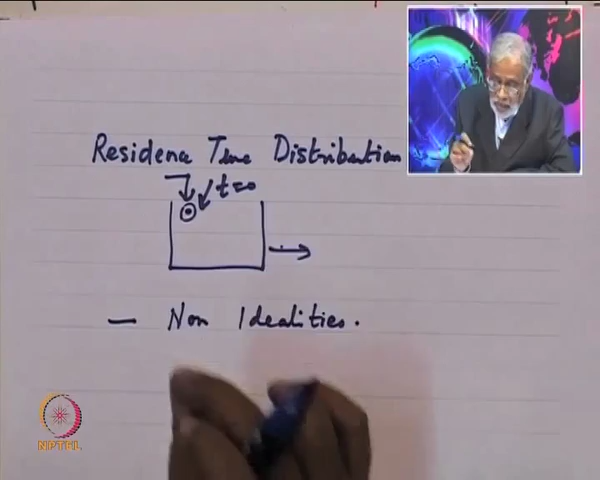 Residence Time Distribution
t=0
— Non Idealities.
NPTEL